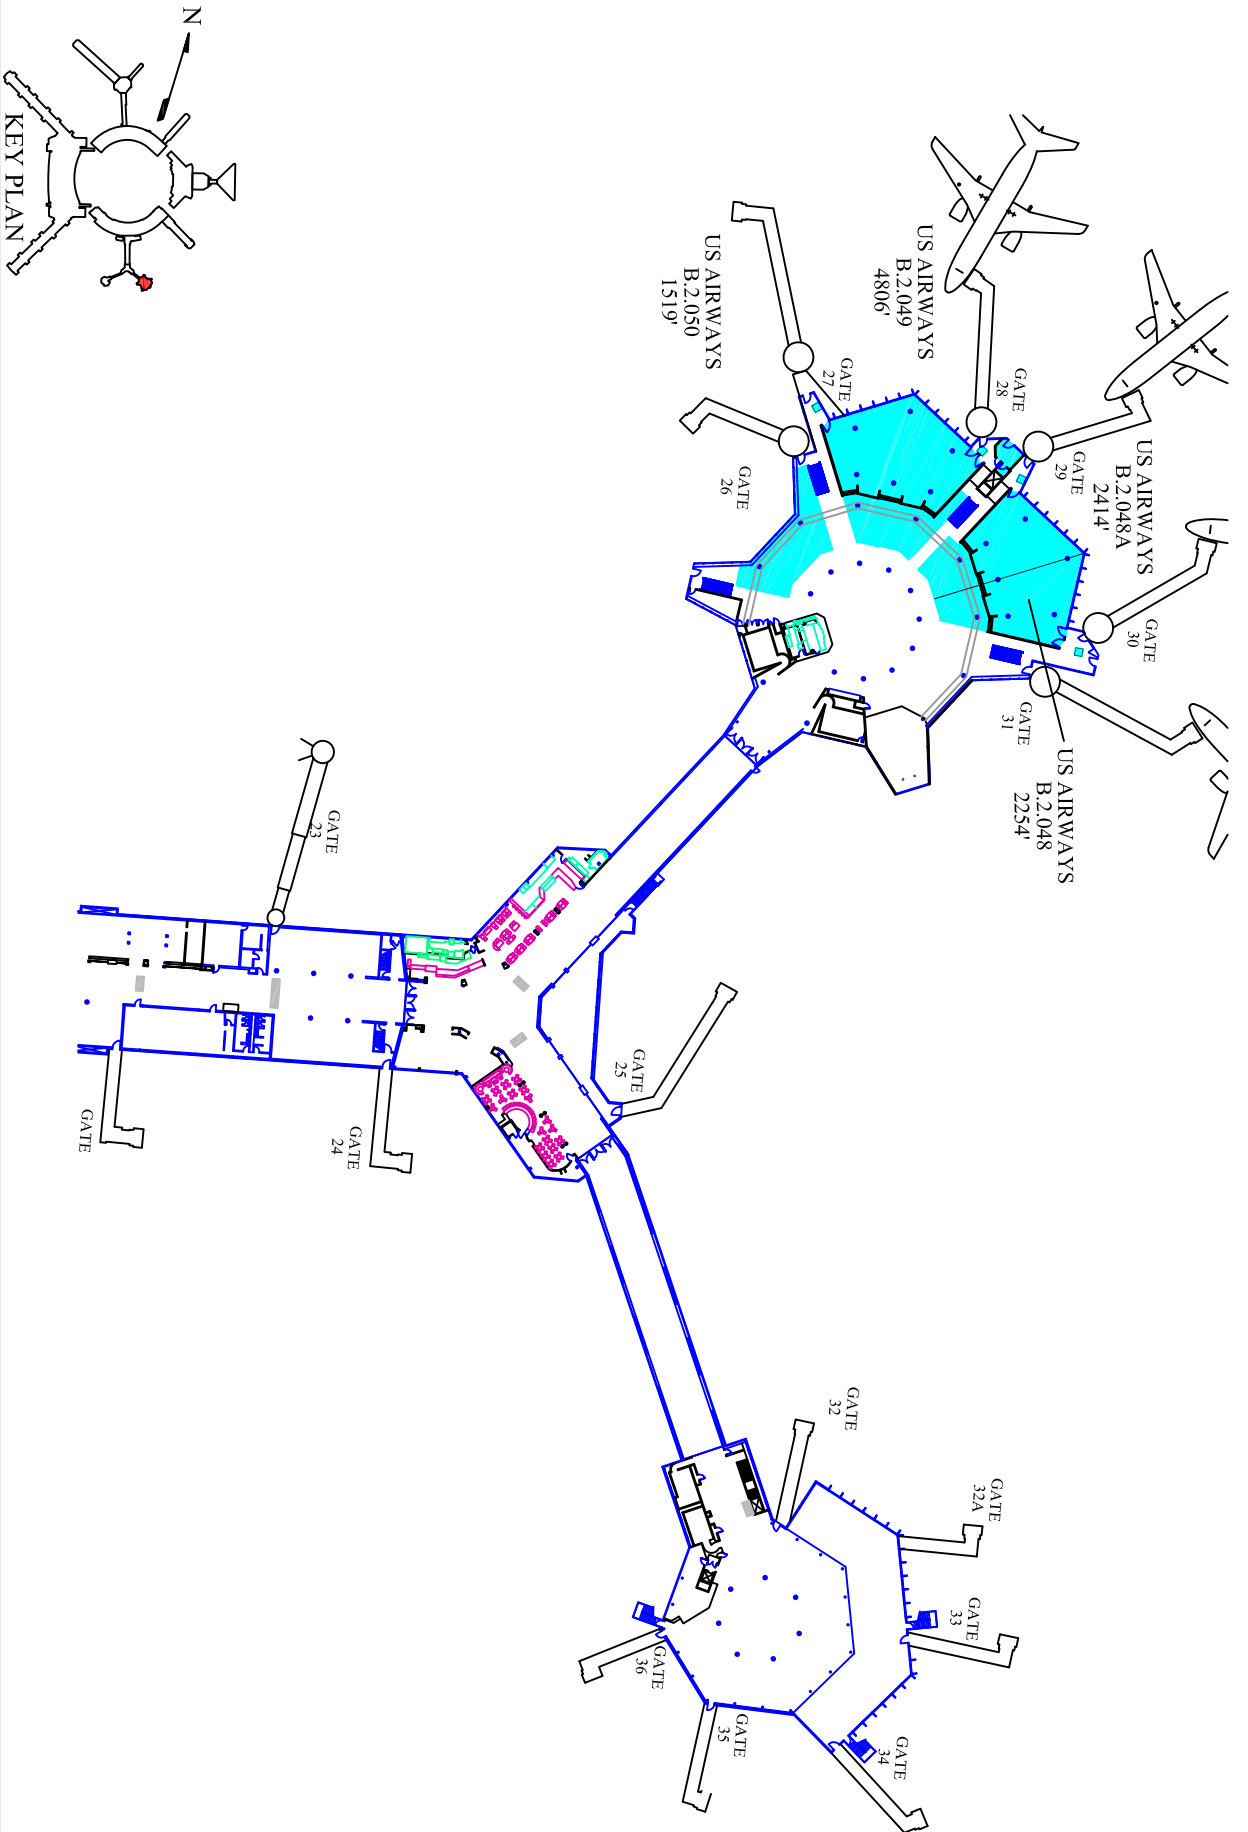 N
KEY PLAN
US AIRWAYS
B.2.050
1519'
US AIRWAYS
B.2.049
4806'
US AIRWAYS
B.2.048A
2414'
US AIRWAYS
B.2.048
2254'
GATE
27
GATE
28
GATE
29
GATE
26
GATE
30
GATE
31
GATE
23
GATE
25
GATE
24
GATE
GATE
32
GATE
32A
GATE
33
GATE
34
GATE
35
GATE
36